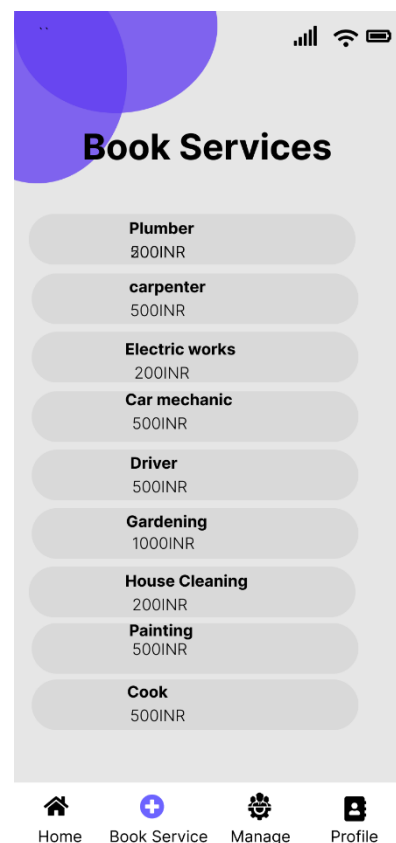 Book Services
Plumber
carpenter
500INR
Electric works
200INR
Car mechanic
500INR
Driver
500INR
Gardening
1000INR
House Cleaning
200INR
Painting
500INR
Cook
500INR
Home Book Service Manage Profile